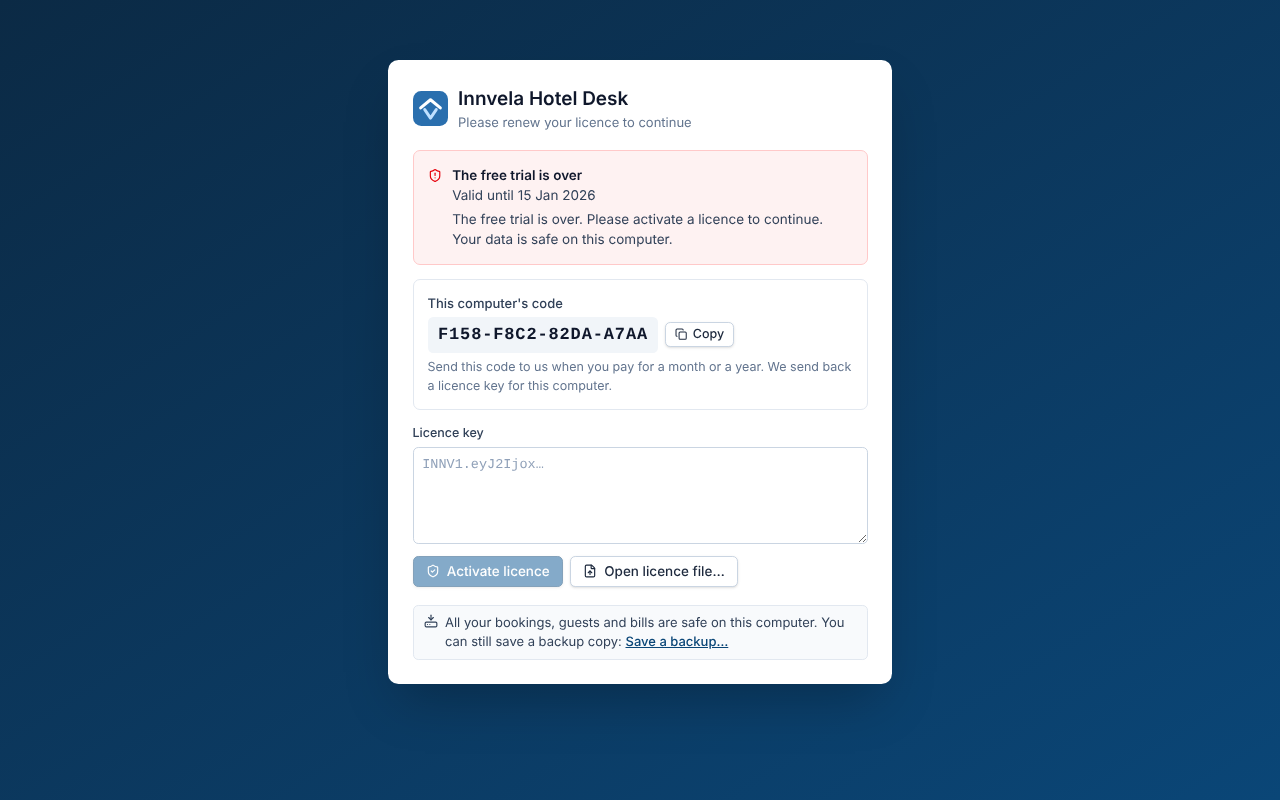 Innvela Hotel Desk
Please renew your licence to continue
The free trial is over
Valid until 15 Jan 2026
The free trial is over. Please activate a licence to continue.
Your data is safe on this computer.
This computer's code
F158-F8C2-82DA-A7AA
Copy
Send this code to us when you pay for a month or a year. We send back
a licence key for this computer.
Licence key
INNV1.eyJ2Ijox…
Activate licence
Open licence file…
All your bookings, guests and bills are safe on this computer. You
can still save a backup copy: Save a backup…